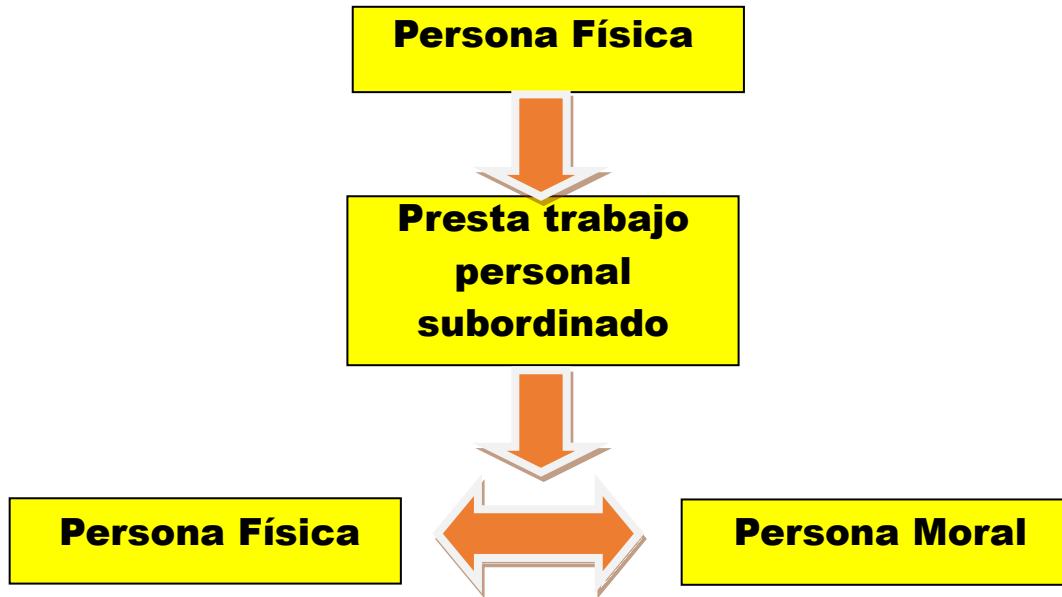 Persona Física
Presta trabajo
personal
subordinado
Persona Física
Persona Moral